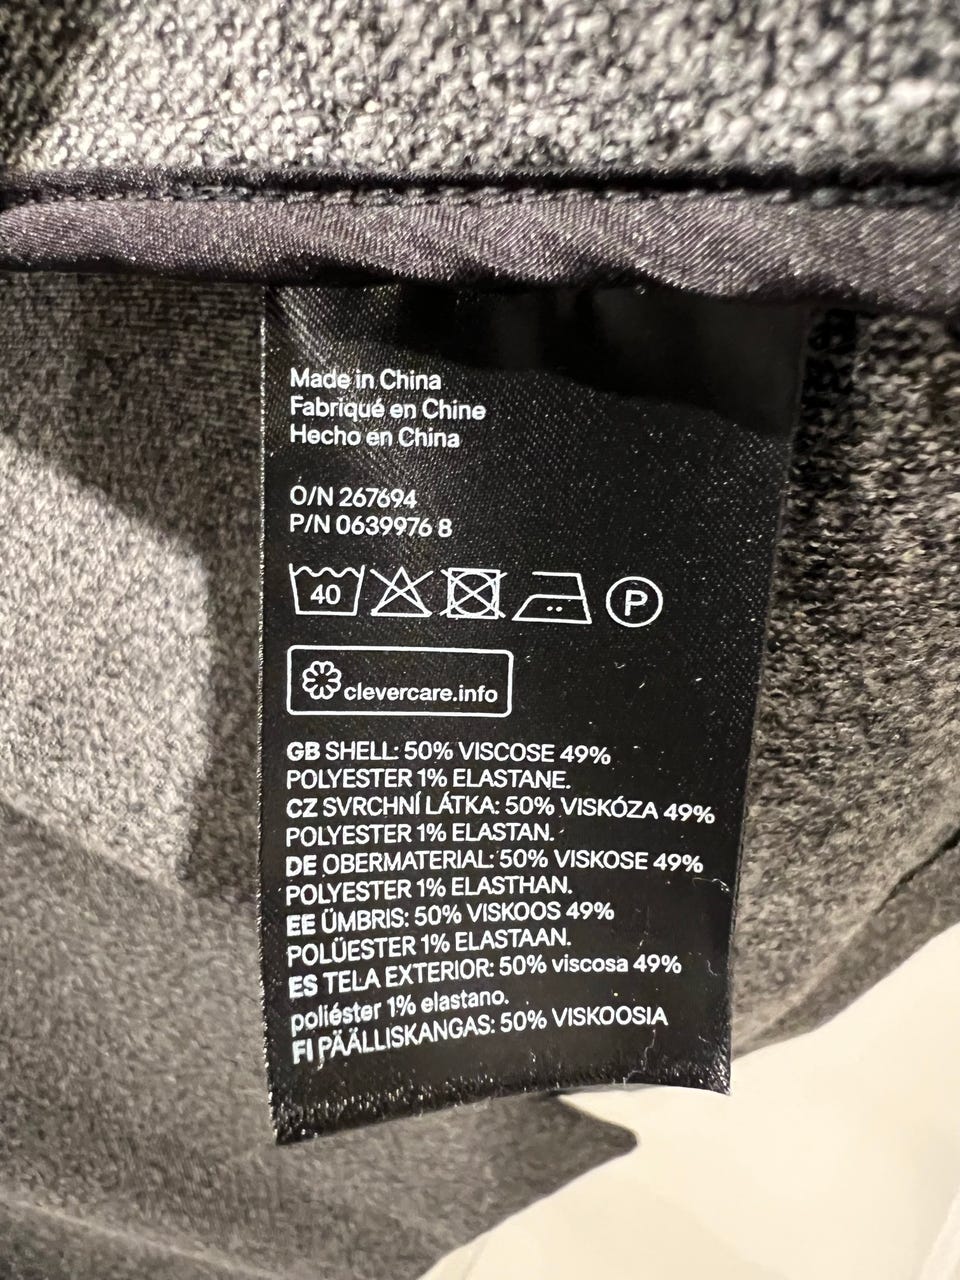 Made in China
Fabriqué en Chine
Hecho en China
O/N 267694
P/N 0639976 8
40 P
clevercare.info
GB SHELL: 50% VISCOSE 49%
POLYESTER 1% ELASTANE.
CZ SVRCHNÍ LÁTKA: 50% VISKÓZA 49%
POLYESTER 1% ELASTAN.
DE OBERMATERIAL: 50% VISKOSE 49%
POLYESTER 1% ELASTHAN.
EE ÜMBRIS: 50% VISKOOS 49%
POLÜESTER 1% ELASTAAN.
ES TELA EXTERIOR: 50% viscosa 49%
poliéster 1% elastano.
FI PÄÄLLISKANGAS: 50% VISKOOSIA